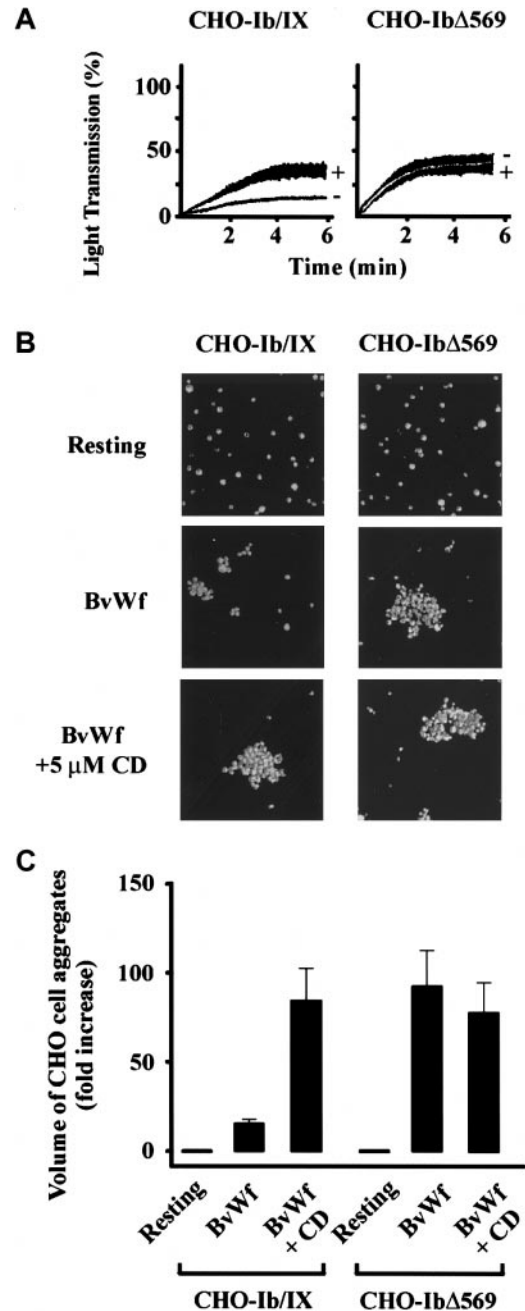 A
CHO-Ib/IX
CHO-IbΔ569
Light Transmission (%)
100
50
0
+
-
-
+
2
4
6
2
4
6
Time (min)
B
CHO-Ib/IX
CHO-IbΔ569
Resting
BvWf
BvWf
+5 μM CD
C
Volume of CHO cell aggregates
(fold increase)
150
100
50
0
Resting
BvWf
BvWf
+ CD
Resting
BvWf
BvWf
+ CD
CHO-Ib/IX
CHO-IbΔ569